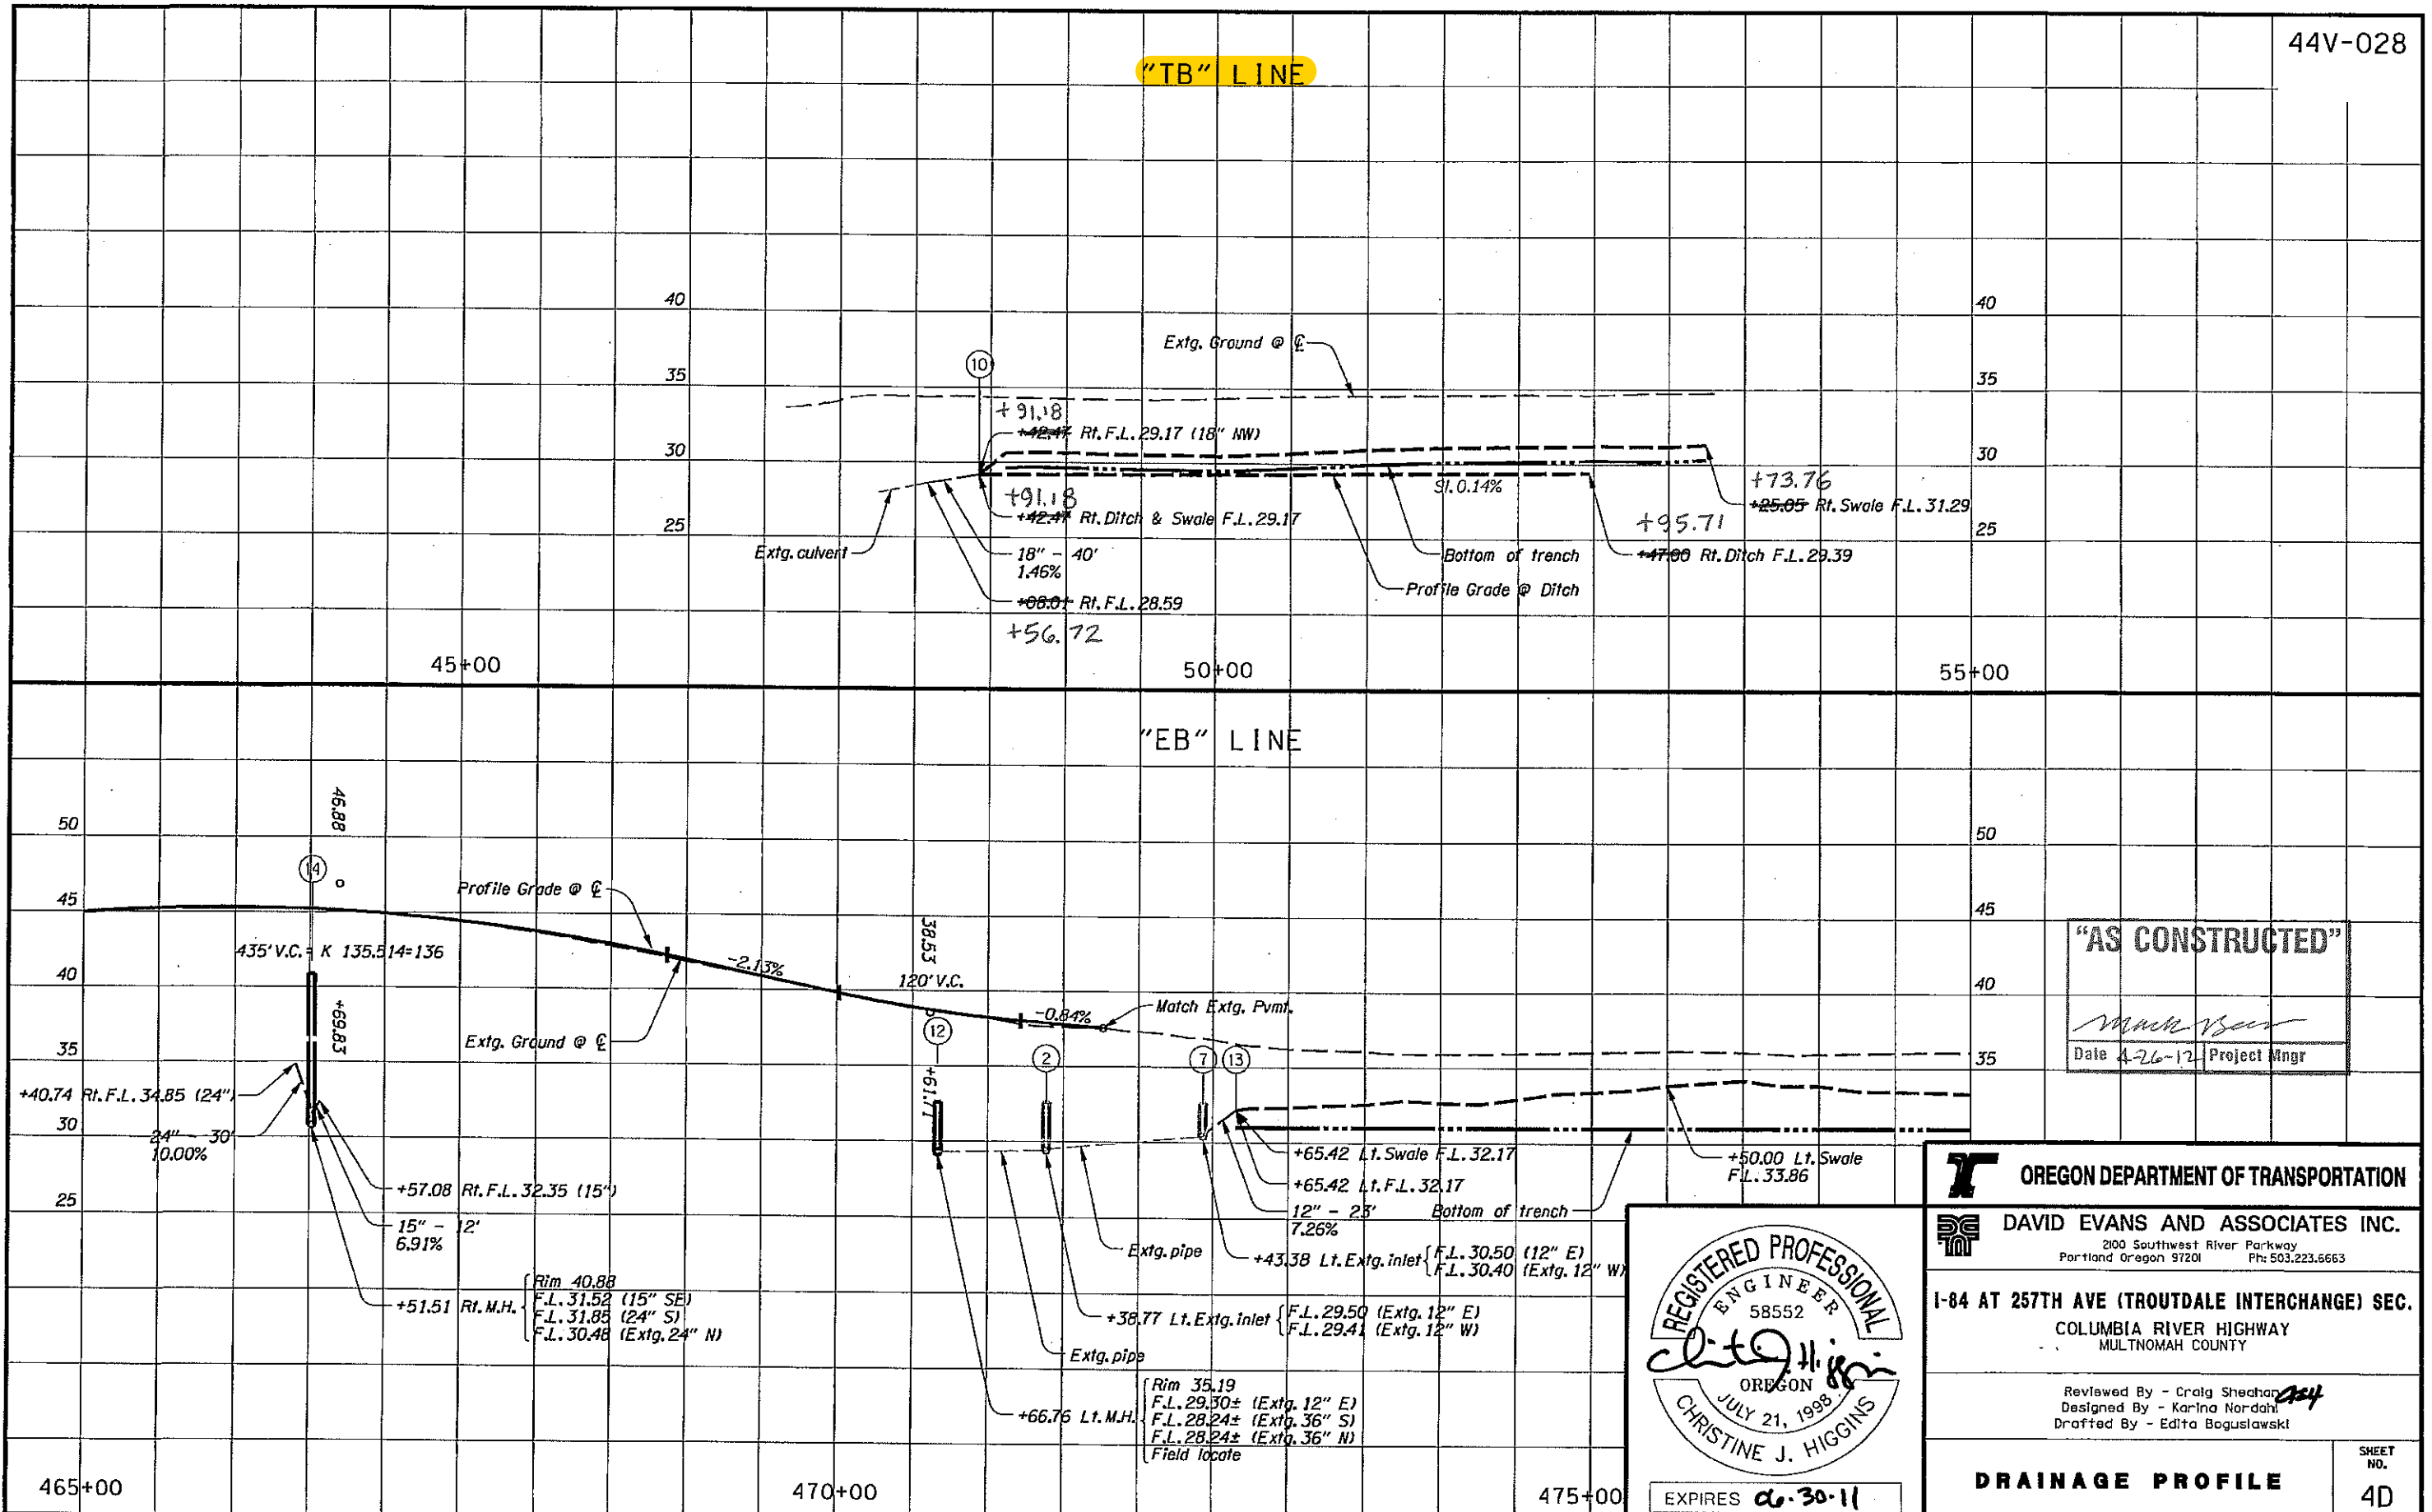 44V-028
"TB" LINE
40
40
Extg. Ground @ ℄
35
35
10
+91.18
+42.47 Rt. F.L. 29.17 (18" NW)
30
30
+91.18
+42.47 Rt. Ditch & Swale F.L. 29.17
Sl. 0.14%
+73.76
+25.05 Rt. Swale F.L. 31.29
+95.71
+47.00 Rt. Ditch F.L. 29.39
25
25
Extg. culvert
18" - 40'
1.46%
Bottom of trench
Profile Grade @ Ditch
+08.01 Rt. F.L. 28.59
+56.72
45+00
50+00
55+00
"EB" LINE
46.88
50
50
14
Profile Grade @ ℄
45
45
435' V.C. = K 135.514=136
-2.13%
38.53
120' V.C.
40
40
+69.83
Extg. Ground @ ℄
-0.84%
Match Extg. Pvmt.
12
2
7
13
35
35
+61.77
+40.74 Rt. F.L. 34.85 (24")
30
24" - 30'
10.00%
+57.08 Rt. F.L. 32.35 (15")
25
15" - 12'
6.91%
+65.42 Lt. Swale F.L. 32.17
+65.42 Lt. F.L. 32.17
12" - 23'
7.26%
Bottom of trench
+50.00 Lt. Swale
F.L. 33.86
Extg. pipe
+43.38 Lt. Extg. inlet
F.L. 30.50 (12" E)
F.L. 30.40 (Extg. 12" W)
+51.51 Rt. M.H.
Rim 40.88
F.L. 31.52 (15" SE)
F.L. 31.85 (24" S)
F.L. 30.48 (Extg. 24" N)
+38.77 Lt. Extg. inlet
F.L. 29.50 (Extg. 12" E)
F.L. 29.41 (Extg. 12" W)
Extg. pipe
+66.76 Lt. M.H.
Rim 35.19
F.L. 29.30± (Extg. 12" E)
F.L. 28.24± (Extg. 36" S)
F.L. 28.24± (Extg. 36" N)
Field locate
465+00
470+00
475+00
"AS CONSTRUCTED"
Date 4-26-12 Project Mngr
REGISTERED PROFESSIONAL
ENGINEER
58552
OREGON
JULY 21, 1998
CHRISTINE J. HIGGINS
EXPIRES 06-30-11
OREGON DEPARTMENT OF TRANSPORTATION
DAVID EVANS AND ASSOCIATES INC.
2100 Southwest River Parkway
Portland Oregon 97201 Ph: 503.223.6663
I-84 AT 257TH AVE (TROUTDALE INTERCHANGE) SEC.
COLUMBIA RIVER HIGHWAY
MULTNOMAH COUNTY
Reviewed By - Craig Sheahan
Designed By - Karina Nordahl
Drafted By - Edita Boguslawski
DRAINAGE PROFILE
SHEET
NO.
4D